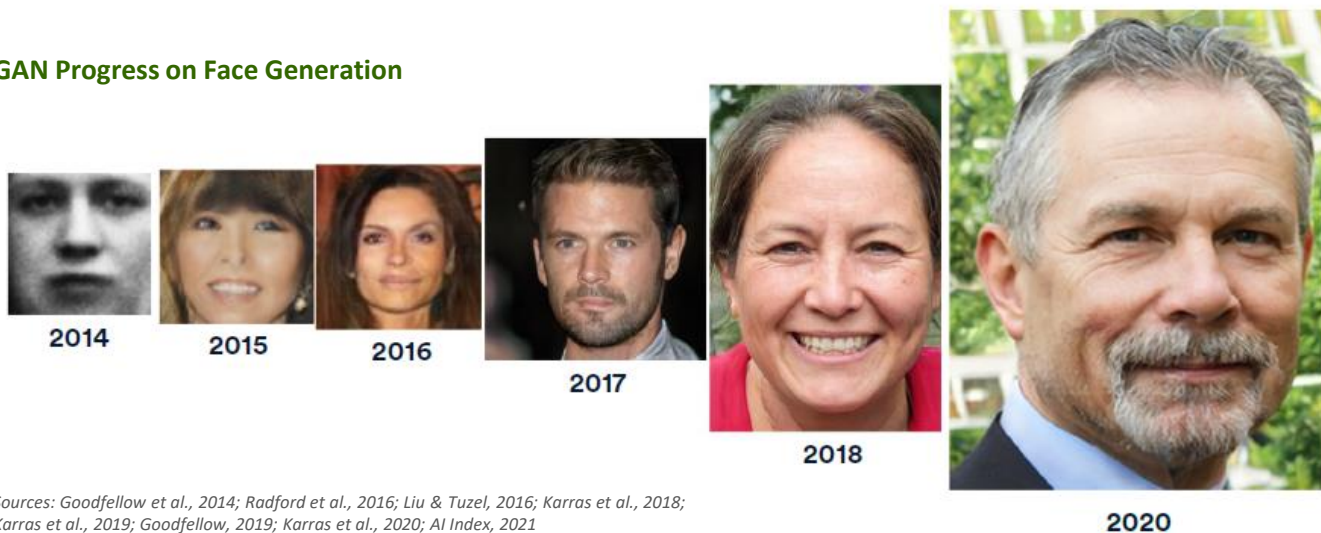 GAN Progress on Face Generation
2014
2015
2016
2017
2018
2020
Sources: Goodfellow et al., 2014; Radford et al., 2016; Liu & Tuzel, 2016; Karras et al., 2018;
Karras et al., 2019; Goodfellow, 2019; Karras et al., 2020; AI Index, 2021